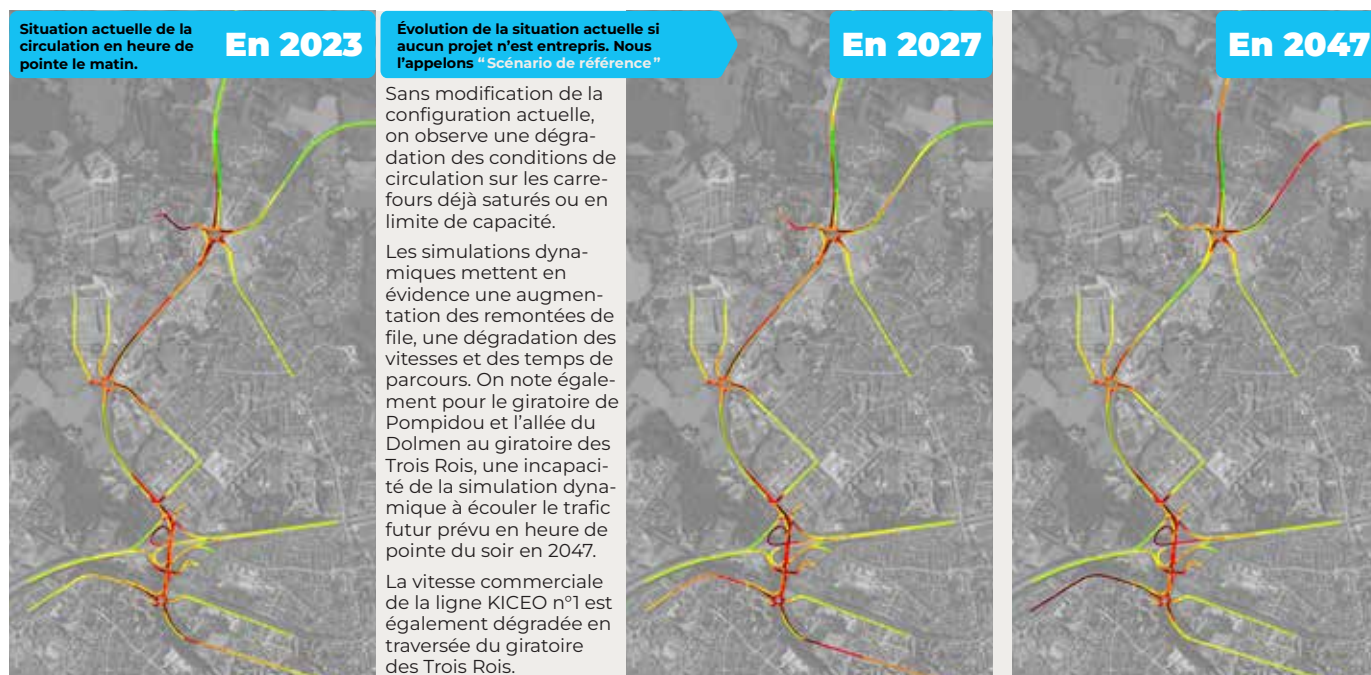 Situation actuelle de la
circulation en heure de
pointe le matin.
En 2023
Évolution de la situation actuelle si
aucun projet n'est entrepris. Nous
l'appelons “Scénario de référence”
En 2027
En 2047
Sans modification de la
configuration actuelle,
on observe une dégra-
dation des conditions de
circulation sur les carre-
fours déjà saturés ou en
limite de capacité.
Les simulations dyna-
miques mettent en
évidence une augmen-
tation des remontées de
file, une dégradation des
vitesses et des temps de
parcours. On note égale-
ment pour le giratoire de
Pompidou et l'allée du
Dolmen au giratoire des
Trois Rois, une incapaci-
té de la simulation dyna-
mique à écouler le trafic
futur prévu en heure de
pointe du soir en 2047.
La vitesse commerciale
de la ligne KICEO n°1 est
également dégradée en
traversée du giratoire
des Trois Rois.